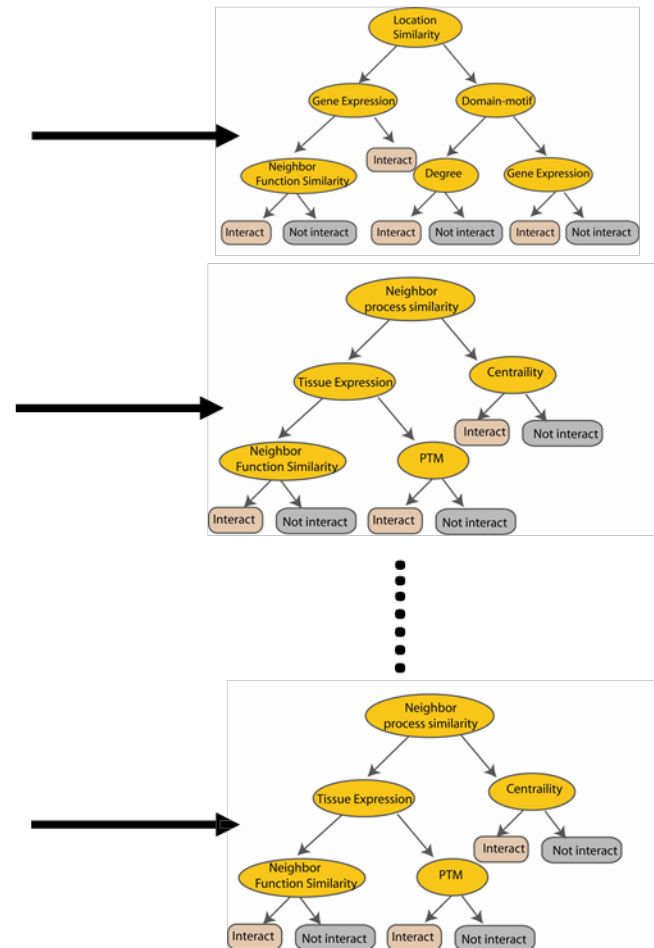 Location
Similarity
Gene Expression
Domain-motif
Interact
Neighbor
Function Similarity
Degree
Gene Expression
Interact
Not interact
Interact
Not interact
Interact
Not interact
Neighbor
process similarity
Tissue Expression
Centraility
Interact
Not interact
Neighbor
Function Similarity
PTM
Interact
Not interact
Interact
Not interact
Neighbor
process similarity
Tissue Expression
Centraility
Interact
Not interact
Neighbor
Function Similarity
PTM
Interact
Not interact
Interact
Not interact